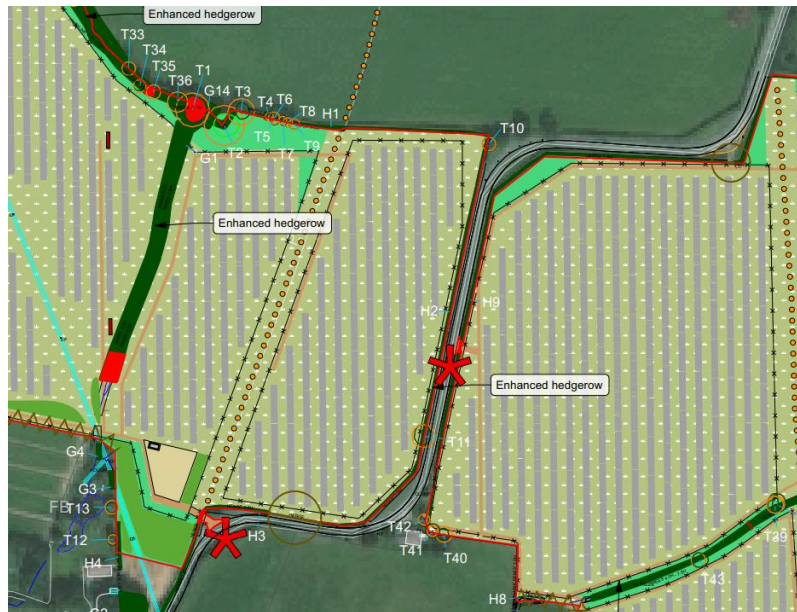 Enhanced hedgerow
T33
T34
T35
T36
T1
G14
T3
T4
T6
T8
H1
T10
T5
T2
G1
T7
T9
Enhanced hedgerow
H2
H9
Enhanced hedgerow
T11
G4
G3
FB
T13
T12
H4
H3
T42
T41
T40
T39
T43
H8